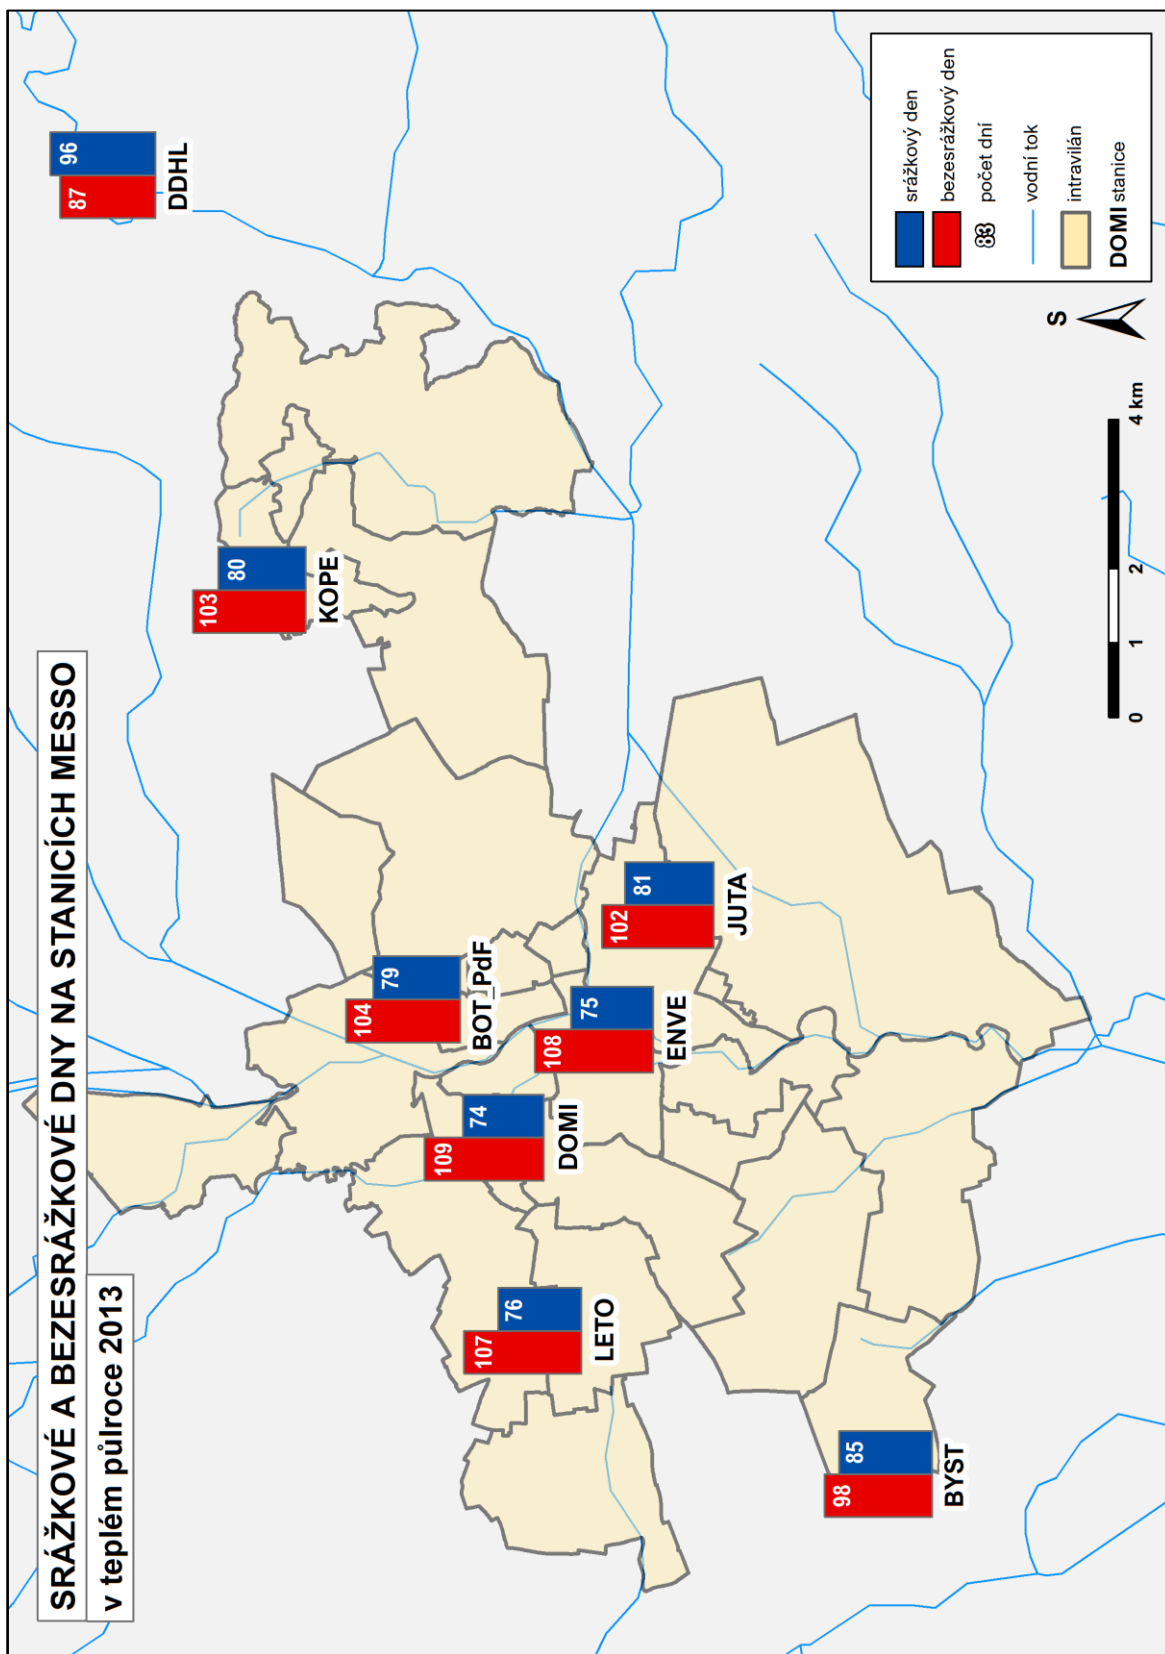 SRÁŽKOVÉ A BEZESRÁŽKOVÉ DNY NA STANICÍCH MESSO
v teplém půlroce 2013
87
96
DDHL
103
80
KOPE
104
79
BOT_PdF
109
74
DOMI
107
76
LETO
108
75
ENVE
102
81
JUTA
98
85
BYST
srážkový den
bezesrážkový den
83 počet dní
vodní tok
intravilán
DOMI stanice
S
0 1 2 4 km